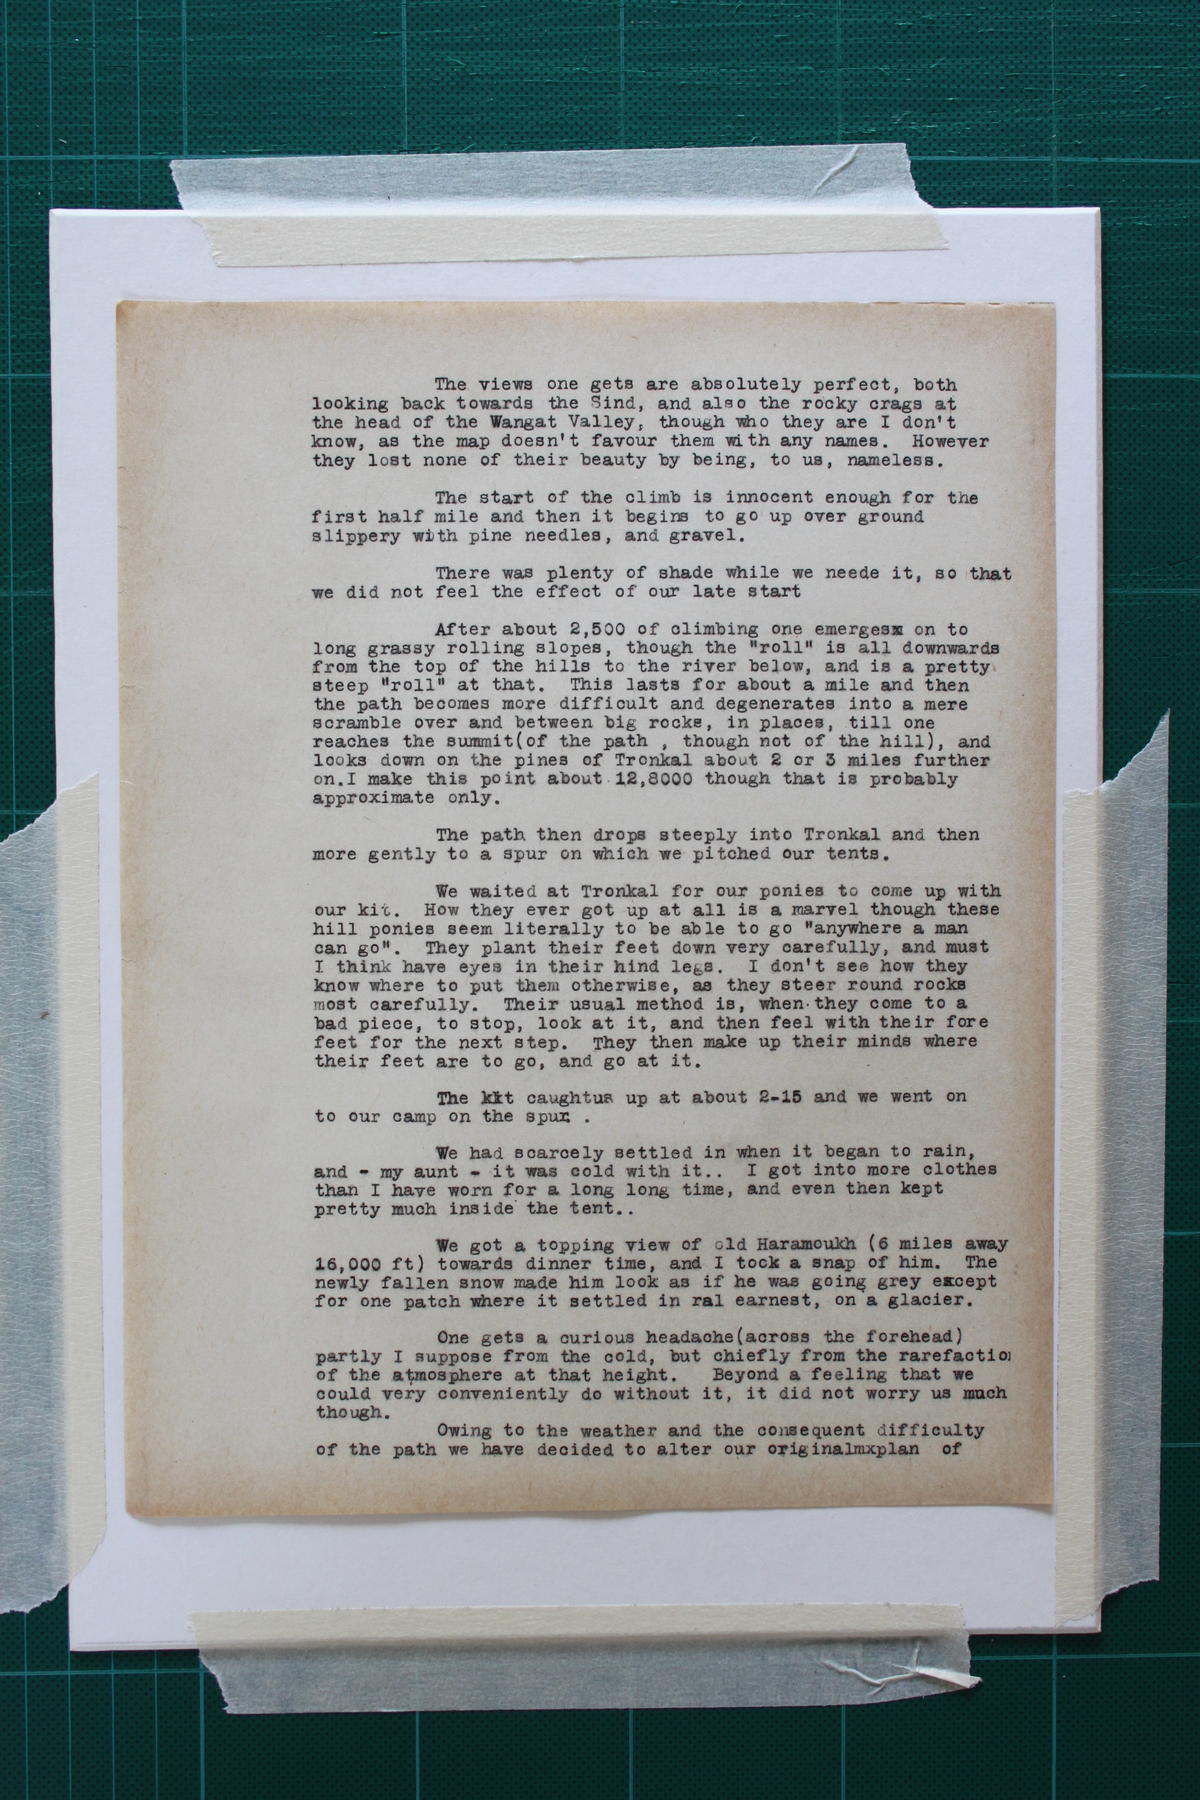 The views one gets are absolutely perfect, both
looking back towards the Sind, and also the rocky crags at
the head of the Wangat Valley, though who they are I don't
know, as the map doesn't favour them with any names. However
they lost none of their beauty by being, to us, nameless.
The start of the climb is innocent enough for the
first half mile and then it begins to go up over ground
slippery with pine needles, and gravel.
There was plenty of shade while we neede it, so that
we did not feel the effect of our late start
After about 2,500 of climbing one emergesx on to
long grassy rolling slopes, though the "roll" is all downwards
from the top of the hills to the river below, and is a pretty
steep "roll" at that. This lasts for about a mile and then
the path becomes more difficult and degenerates into a mere
scramble over and between big rocks, in places, till one
reaches the summit(of the path , though not of the hill), and
looks down on the pines of Tronkal about 2 or 3 miles further
on.I make this point about 12,8000 though that is probably
approximate only.
The path then drops steeply into Tronkal and then
more gently to a spur on which we pitched our tents.
We waited at Tronkal for our ponies to come up with
our kit. How they ever got up at all is a marvel though these
hill ponies seem literally to be able to go "anywhere a man
can go". They plant their feet down very carefully, and must
I think have eyes in their hind legs. I don't see how they
know where to put them otherwise, as they steer round rocks
most carefully. Their usual method is, when they come to a
bad piece, to stop, look at it, and then feel with their fore
feet for the next step. They then make up their minds where
their feet are to go, and go at it.
The kit caughtus up at about 2-15 and we went on
to our camp on the spur .
We had scarcely settled in when it began to rain,
and - my aunt - it was cold with it.. I got into more clothes
than I have worn for a long long time, and even then kept
pretty much inside the tent..
We got a topping view of old Haramoukh (6 miles away
16,000 ft) towards dinner time, and I took a snap of him. The
newly fallen snow made him look as if he was going grey except
for one patch where it settled in ral earnest, on a glacier.
One gets a curious headache(across the forehead)
partly I suppose from the cold, but chiefly from the rarefaction
of the atmosphere at that height. Beyond a feeling that we
could very conveniently do without it, it did not worry us much
though.
Owing to the weather and the consequent difficulty
of the path we have decided to alter our originalmxplan of